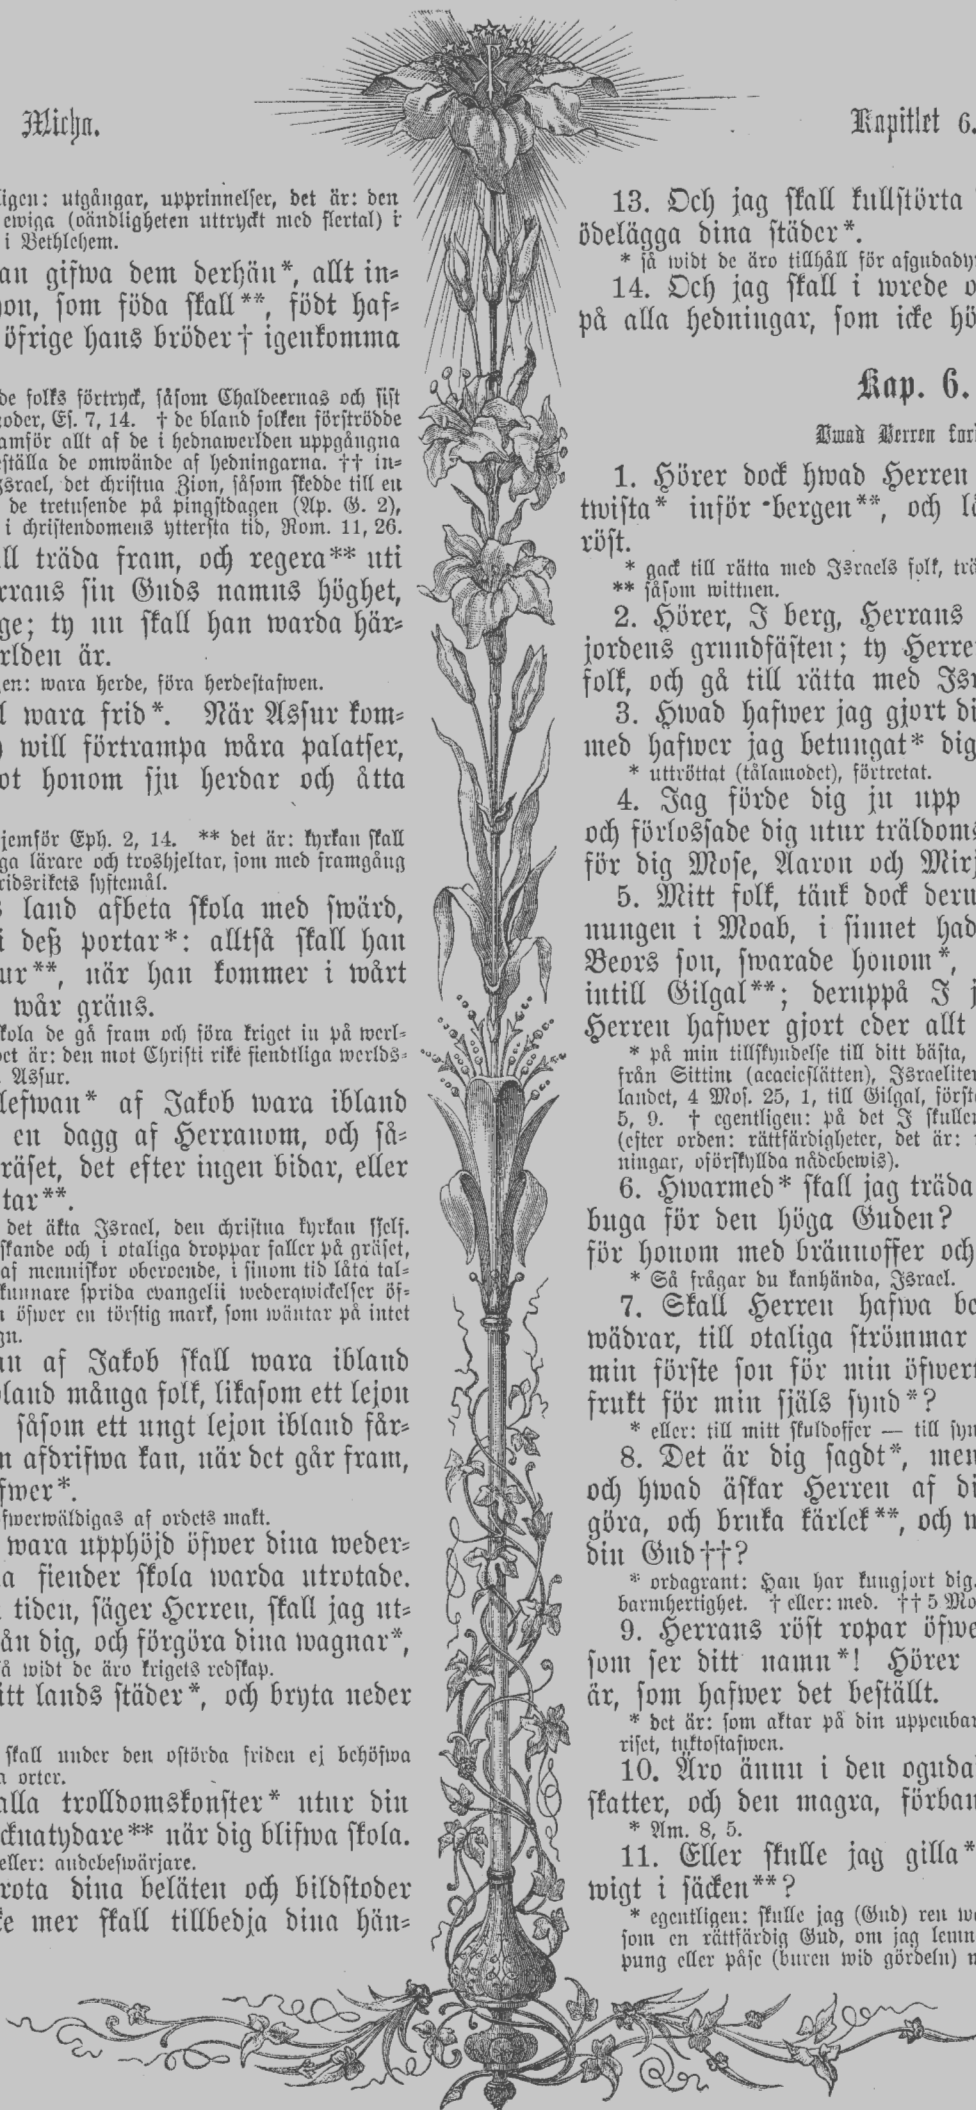 Micha.
Kapitlet 6.
igen: utgångar, upprinnelser, det är: den
ewiga (oändligheten uttryckt med flertal) i
i Bethlehem.
an gifwa dem derhän*, allt in-
on, som föda skall**, födt haf-
öfrige hans bröder† igenkomma
de folks förtryck, såsom Chaldeernas och sist
oder, Es. 7, 14. † de bland folken förströdde
amför allt af de i hednawerlden uppgångna
eställa de omwände af hedningarna. †† in-
Israel, det christna Zion, såsom skedde till en
de tretusende på pingstdagen (Ap. G. 2),
i christendomens yttersta tid, Rom. 11, 26.
ll träda fram, och regera** uti
rrans sin Guds namns höghet,
ge; ty nu skall han warda här-
rlden är.
en: wara herde, föra herdestafwen.
l wara frid*. När Assur kom-
will förtrampa wåra palatser,
ot honom sju herdar och åtta
jemför Eph. 2, 14. ** det är: kyrkan skall
ga lärare och troshjeltar, som med framgång
ridsrikets systemål.
s land afbeta skola med swärd,
i deß portar*: alltså skall han
ur**, när han kommer i wårt
wår gräns.
kola de gå fram och föra kriget in på werl-
et är: den mot Christi rike fiendtliga werlds-
Assur.
lefwan* af Jakob wara ibland
en dagg af Herranom, och så-
räset, det efter ingen bidar, eller
tar**.
det äkta Israel, den christna kyrkan sself.
skande och i otaliga droppar faller på gräset,
af menniskor oberoende, i sinom tid låta tal-
kunnare sprida evangelii wederqwickelser öf-
öfwer en törstig mark, som wäntar på intet
gn.
an af Jakob skall wara ibland
bland många folk, likasom ett lejon
såsom ett ungt lejon ibland får-
n afdrifwa kan, när det går fram,
fwer*.
fwerwäldigas af ordets makt.
wara upphöjd öfwer dina weder-
a fiender skola warda utrotade.
tiden, säger Herren, skall jag ut-
ån dig, och förgöra dina wagnar*,
å widt de äro krigets redskap.
itt lands städer*, och bryta neder
skall under den ostörda friden ej behöfwa
a orter.
alla trolldomskonster* utur din
cknatydare** när dig blifwa skola.
eller: andebeswärjare.
rota dina beläten och bildstoder
ke mer skall tillbedja dina hän-
13. Och jag skall kullstörta
ödelägga dina städer*.
* så widt de äro tillhåll för afgudady
14. Och jag skall i wrede o
på alla hedningar, som icke hö
Kap. 6.
Hwad Herren
1. Hörer dock hwad Herren
twista* inför bergen**, och lå
röst.
* gack till rätta med Israels folk, trä
** såsom wittnen.
2. Hörer, I berg, Herrans
jordens grundfästen; ty Herre
folk, och gå till rätta med Isr
3. Hwad hafwer jag gjort di
med hafwer jag betungat* dig
* uttröttat (tålamodet), förtretat.
4. Jag förde dig ju upp
och förlossade dig utur träldoms
för dig Mose, Aaron och Mirj
5. Mitt folk, tänk dock deru
nungen i Moab, i sinnet had
Beors son, swarade honom*,
intill Gilgal**; deruppå I j
Herren hafwer gjort eder allt
* på min tillskyndelse till ditt bästa,
från Sittim (acacieslätten), Israeliter
landet, 4 Mos. 25, 1, till Gilgal, först
5, 9. † egentligen: på det I skullen
(efter orden: rättfärdigheter, det är:
ningar, oförskyllda nådebewis).
6. Hwarmed* skall jag träda
buga för den höga Guden?
för honom med brännoffer och
* Så frågar du kanhända, Israel.
7. Skall Herren hafwa be
wädrar, till otaliga strömmar
min förste son för min öfwert
frukt för min själs synd*?
* eller: till mitt skuldoffer — till syn
8. Det är dig sagdt*, men
och hwad äskar Herren af di
göra, och bruka kärlek**, och
din Gud††?
* ordagrant: Han har kungjort dig.
barmhertighet. † eller: med. †† 5 Mo
9. Herrans röst ropar öfwe
som ser ditt namn*! Hörer
är, som hafwer det beställt.
* det är: som aktar på din uppenbar
riset, tuktostafwen.
10. Äro ännu i den oguda
skatter, och den magra, förban
* Am. 8, 5.
11. Eller skulle jag gilla*
wigt i säcken**?
* egentligen: skulle jag (Gud) ren wa
som en rättfärdig Gud, om jag lemn
pung eller påse (buren wid gördeln)